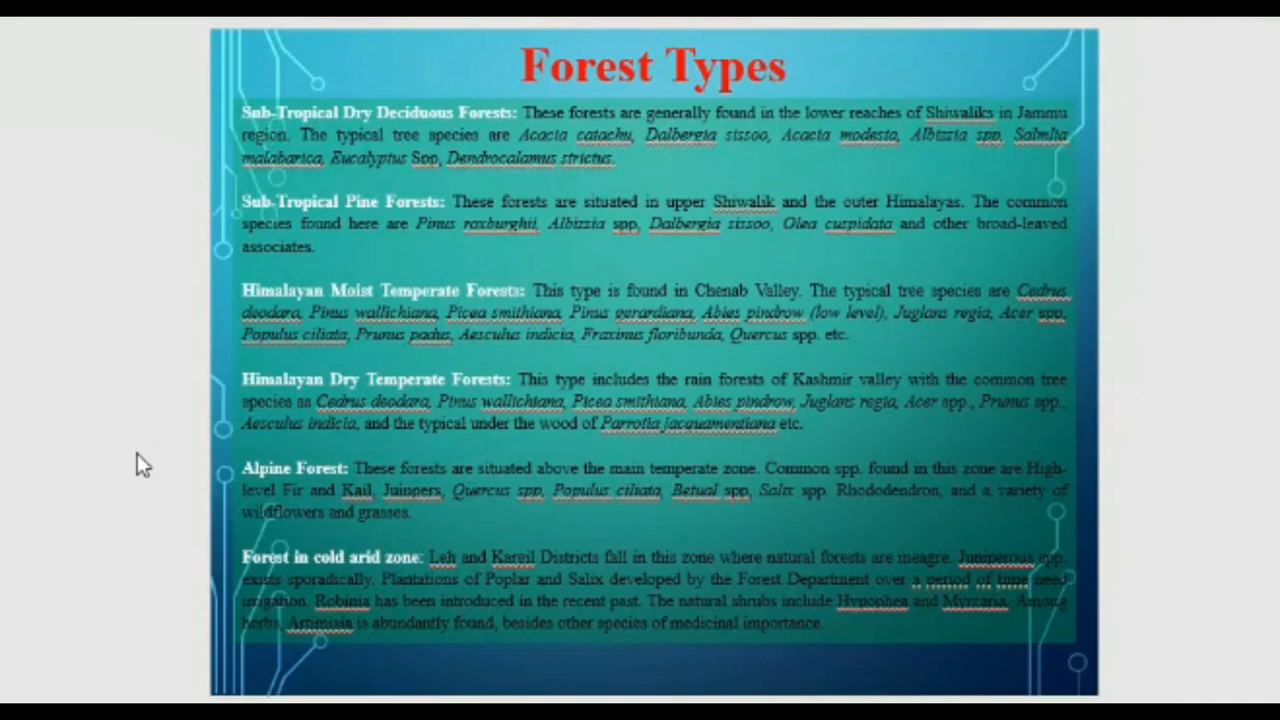 Forest Types
Sub-Tropical Dry Deciduous Forests: These forests are generally found in the lower reaches of Shiwaliks in Jammu
region. The typical tree species are Acacia catachu, Dalbergia sissoo, Acacia modesta, Albizzia spp, Salmlia
malabarica, Eucalyptus Spp, Dendrocalamus strictus.
Sub-Tropical Pine Forests: These forests are situated in upper Shiwalik and the outer Himalayas. The common
species found here are Pinus roxburghii, Albizzia spp, Dalbergia sissoo, Olea cuspidata and other broad-leaved
associates.
Himalayan Moist Temperate Forests: This type is found in Chenab Valley. The typical tree species are Cedrus
deodara, Pinus wallichiana, Picea smithiana, Pinus gerardiana, Abies pindrow (low level), Juglans regia, Acer spp,
Populus ciliata, Prunus padus, Aesculus indicia, Fraxinus floribunda, Quercus spp. etc.
Himalayan Dry Temperate Forests: This type includes the rain forests of Kashmir valley with the common tree
species as Cedrus deodara, Pinus wallichiana, Picea smithiana, Abies pindrow, Juglans regia, Acer spp., Prunus spp.,
Aesculus indicia, and the typical under the wood of Parrotia jacquamentiana etc.
Alpine Forest: These forests are situated above the main temperate zone. Common spp. found in this zone are High-
level Fir and Kail, Juinpers, Quercus spp, Populus ciliata, Betual spp, Salix spp. Rhododendron, and a variety of
wildflowers and grasses.
Forest in cold arid zone: Leh and Kargil Districts fall in this zone where natural forests are meagre. Juniperous spp.
exists sporadically. Plantations of Poplar and Salix developed by the Forest Department over a period of time need
irrigation. Robinia has been introduced in the recent past. The natural shrubs include Hypophea and Myrtaria. Among
herbs, Artimixia is abundantly found, besides other species of medicinal importance.